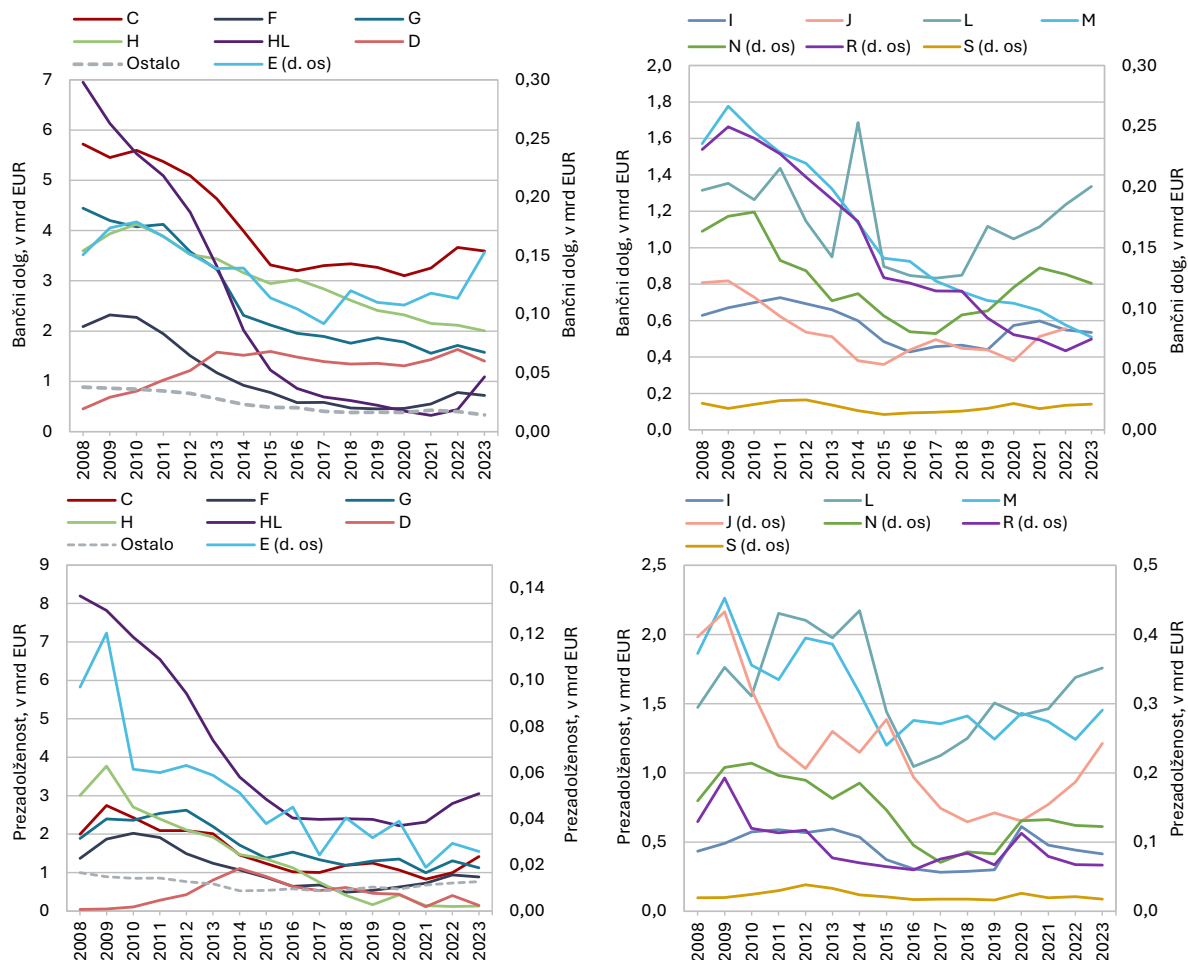 C F G
H HL D
Ostalo E (d. os)
Bančni dolg, v mrd EUR
7
6
5
4
3
2
1
0
0,30
0,25
0,20
0,15
0,10
0,05
0,00
Bančni dolg, v mrd EUR
2008 2009 2010 2011 2012 2013 2014 2015 2016 2017 2018 2019 2020 2021 2022 2023
I J L M
N (d. os) R (d. os) S (d. os)
Bančni dolg, v mrd EUR
2,0
1,8
1,6
1,4
1,2
1,0
0,8
0,6
0,4
0,2
0,0
0,30
0,25
0,20
0,15
0,10
0,05
0,00
Bančni dolg, v mrd EUR
2008 2009 2010 2011 2012 2013 2014 2015 2016 2017 2018 2019 2020 2021 2022 2023
C F G
H HL D
Ostalo E (d. os)
Prezadolženost, v mrd EUR
9
8
7
6
5
4
3
2
1
0
0,14
0,12
0,10
0,08
0,06
0,04
0,02
0,00
Prezadolženost, v mrd EUR
2008 2009 2010 2011 2012 2013 2014 2015 2016 2017 2018 2019 2020 2021 2022 2023
I L M
J (d. os) N (d. os) R (d. os)
S (d. os)
Prezadolženost, v mrd EUR
2,5
2,0
1,5
1,0
0,5
0,0
0,5
0,4
0,3
0,2
0,1
0,0
Prezadolženost, v mrd EUR
2008 2009 2010 2011 2012 2013 2014 2015 2016 2017 2018 2019 2020 2021 2022 2023